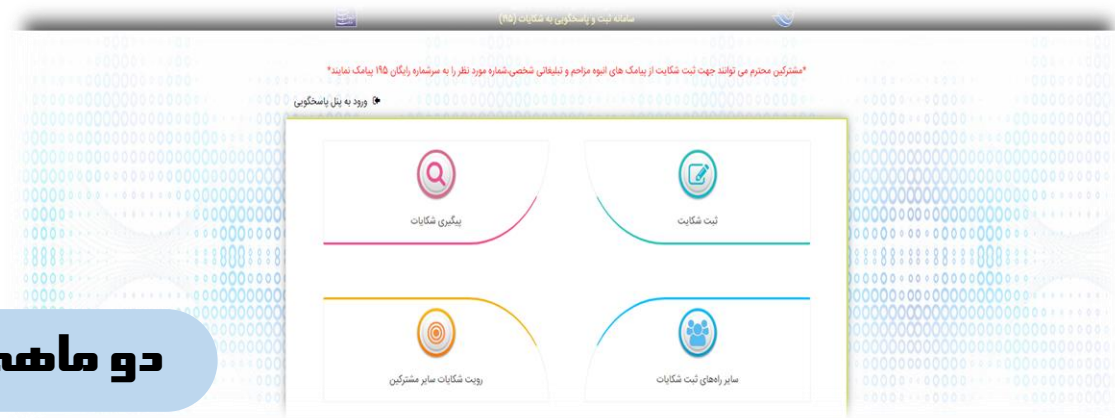 سامانه ثبت و پاسخگویی به شکایات (۱۹۵)
*مشترکین محترم می توانند جهت ثبت شکایت از پیامک های انبوه مزاحم و تبلیغاتی شخصی،شماره مورد نظر را به سرشماره رایگان ۱۹۵ پیامک نمایند*
ورود به پنل پاسخگویی
ثبت شکایت
پیگیری شکایات
سایر راه‌های ثبت شکایات
رویت شکایات سایر مشترکین
دو ماهه